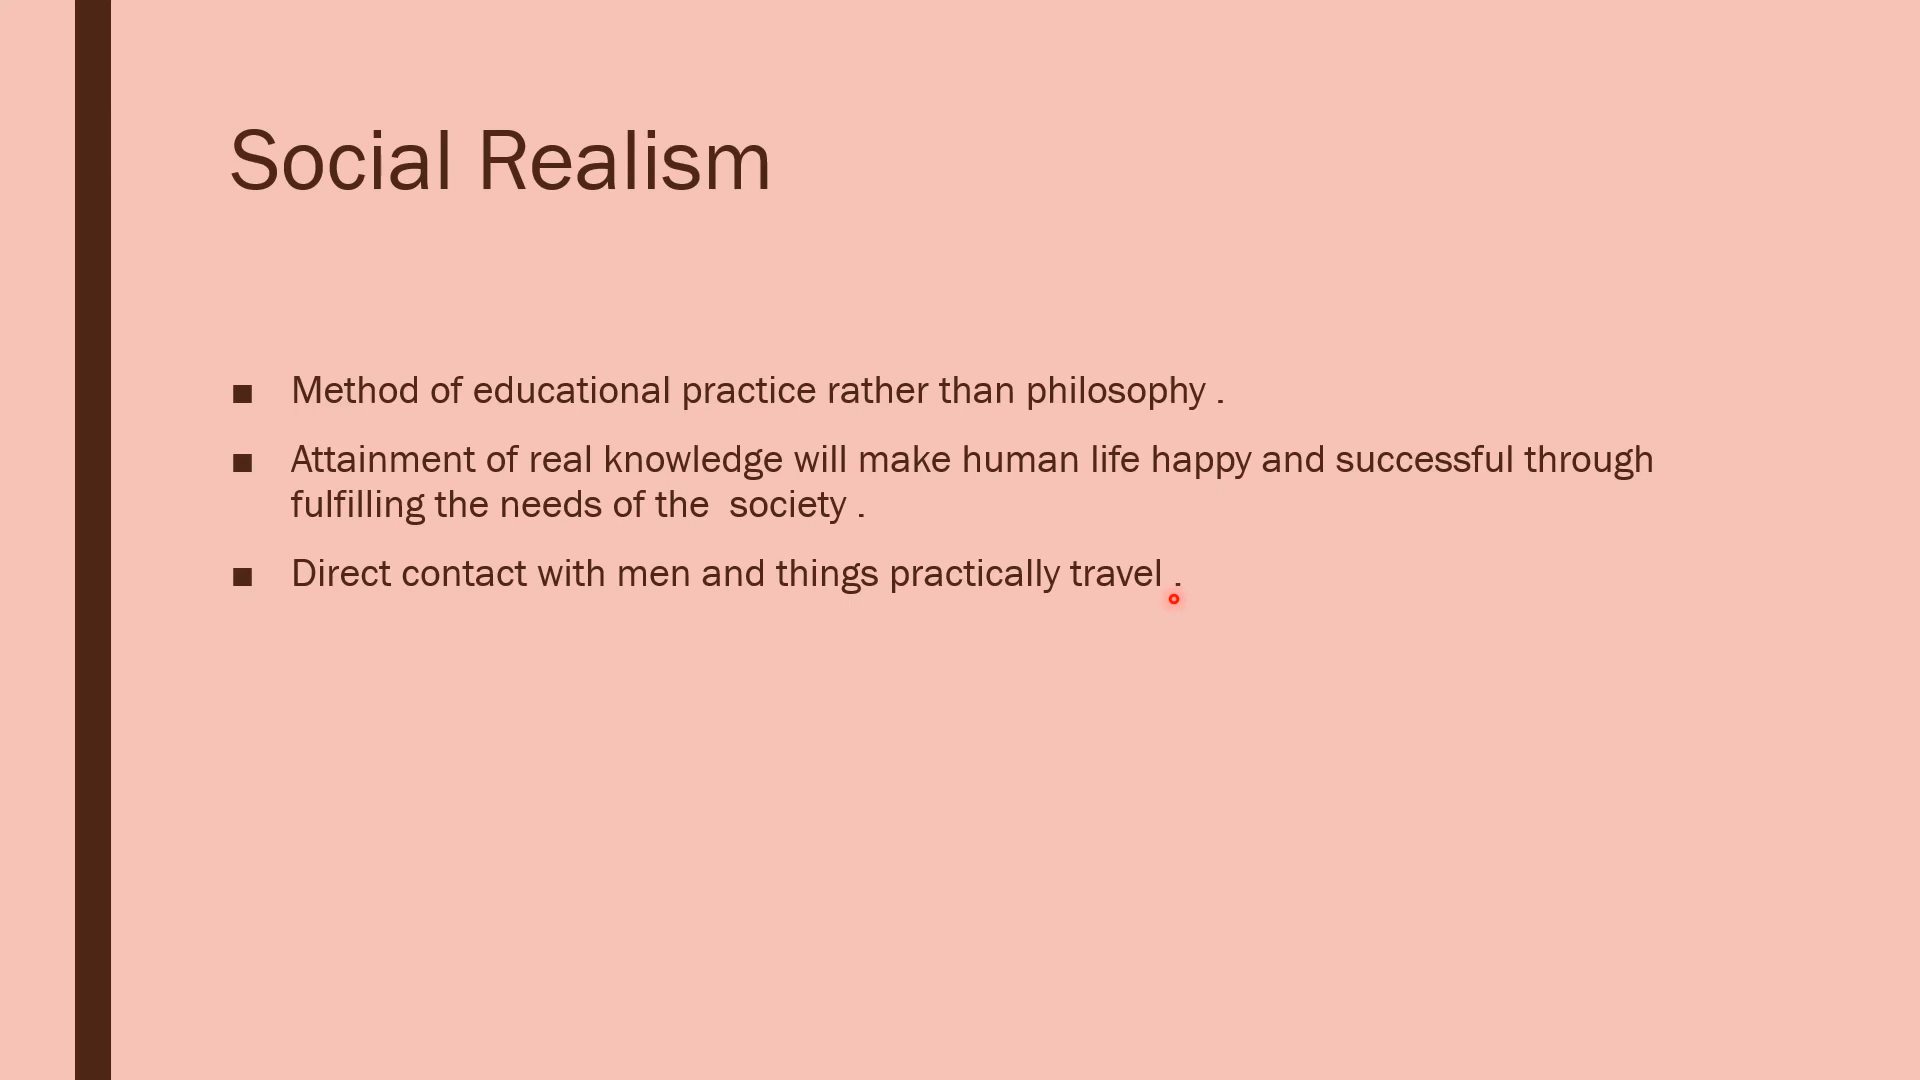 Social Realism
■ Method of educational practice rather than philosophy .
■ Attainment of real knowledge will make human life happy and successful through
fulfilling the needs of the  society .
■ Direct contact with men and things practically travel .